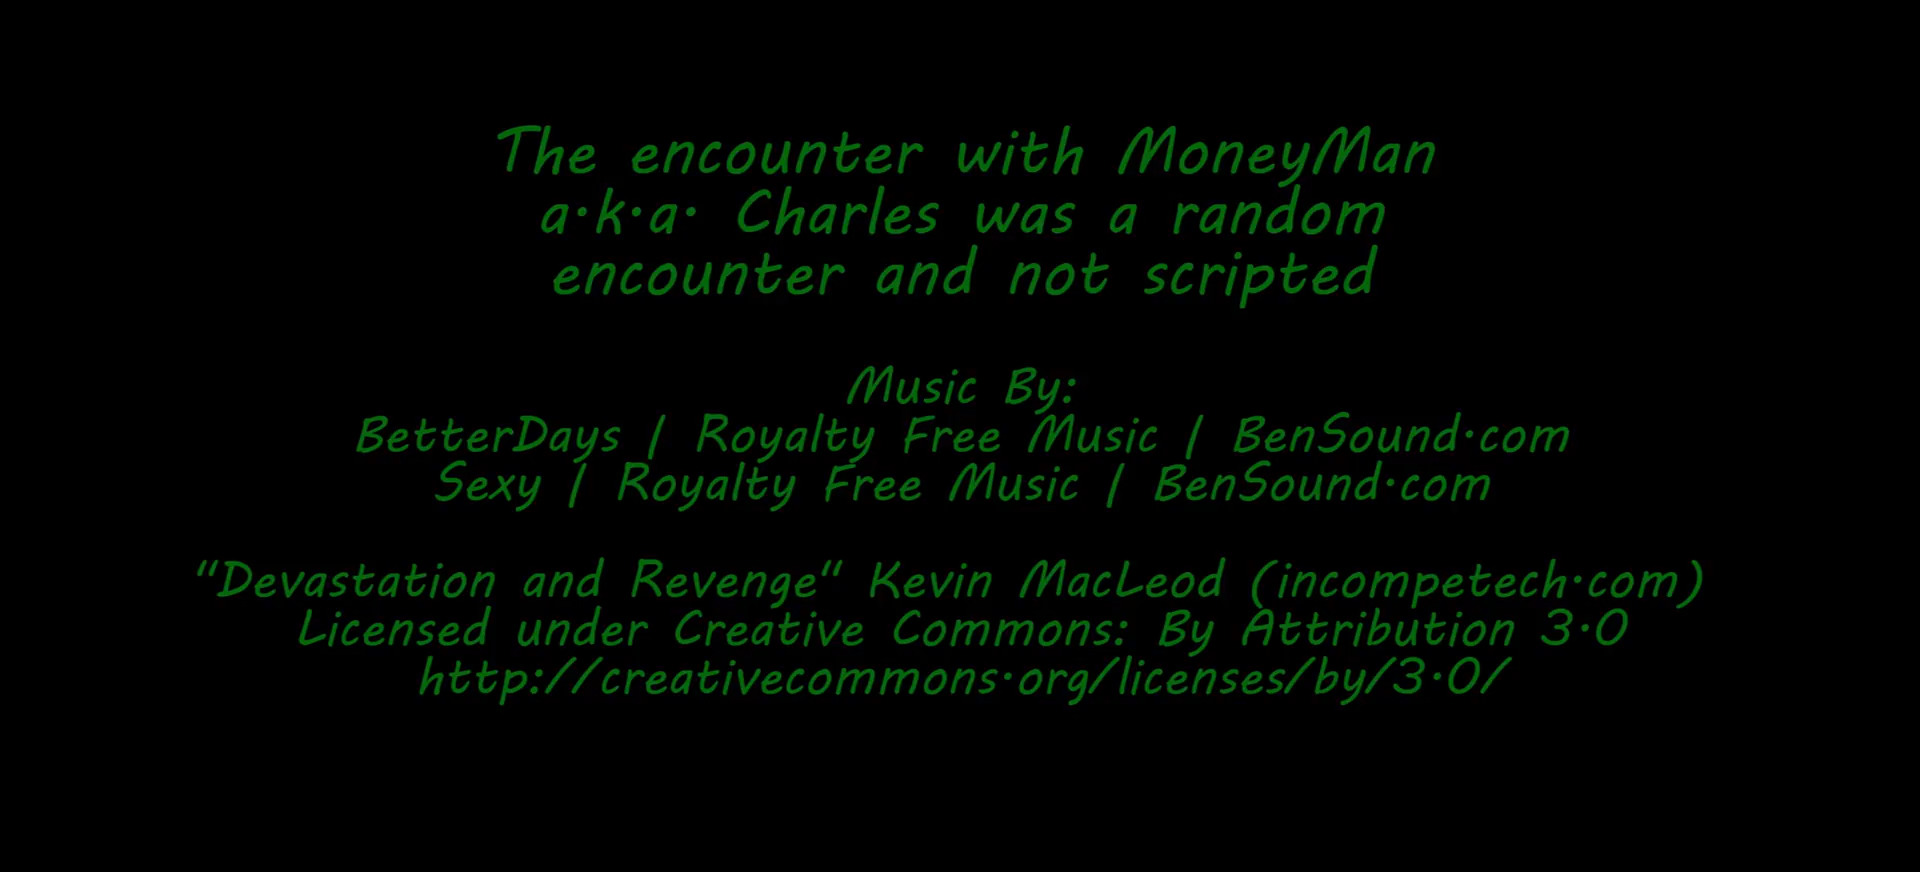 The encounter with MoneyMan
a.k.a. Charles was a random
encounter and not scripted
Music By:
BetterDays | Royalty Free Music | BenSound.com
Sexy | Royalty Free Music | BenSound.com
"Devastation and Revenge" Kevin MacLeod (incompetech.com)
Licensed under Creative Commons: By Attribution 3.0
http://creativecommons.org/licenses/by/3.0/